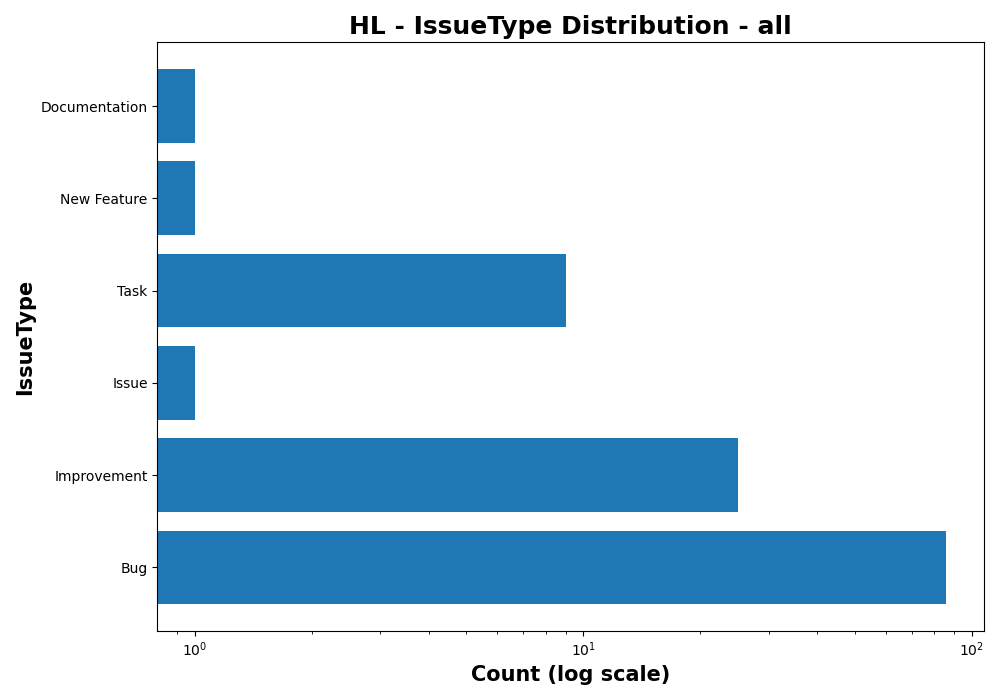 HL - IssueType Distribution - all
IssueType
Documentation
New Feature
Task
Issue
Improvement
Bug
10⁰
10¹
10²
Count (log scale)